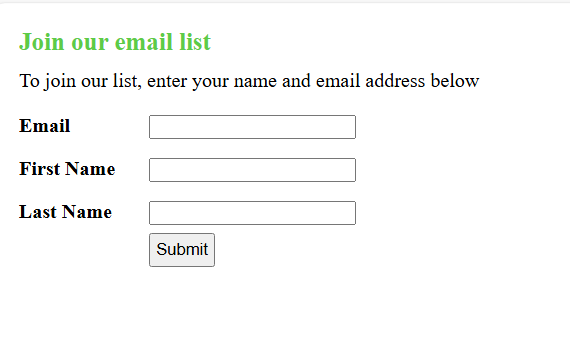 Join our email list
To join our list, enter your name and email address below
Email
First Name
Last Name
Submit